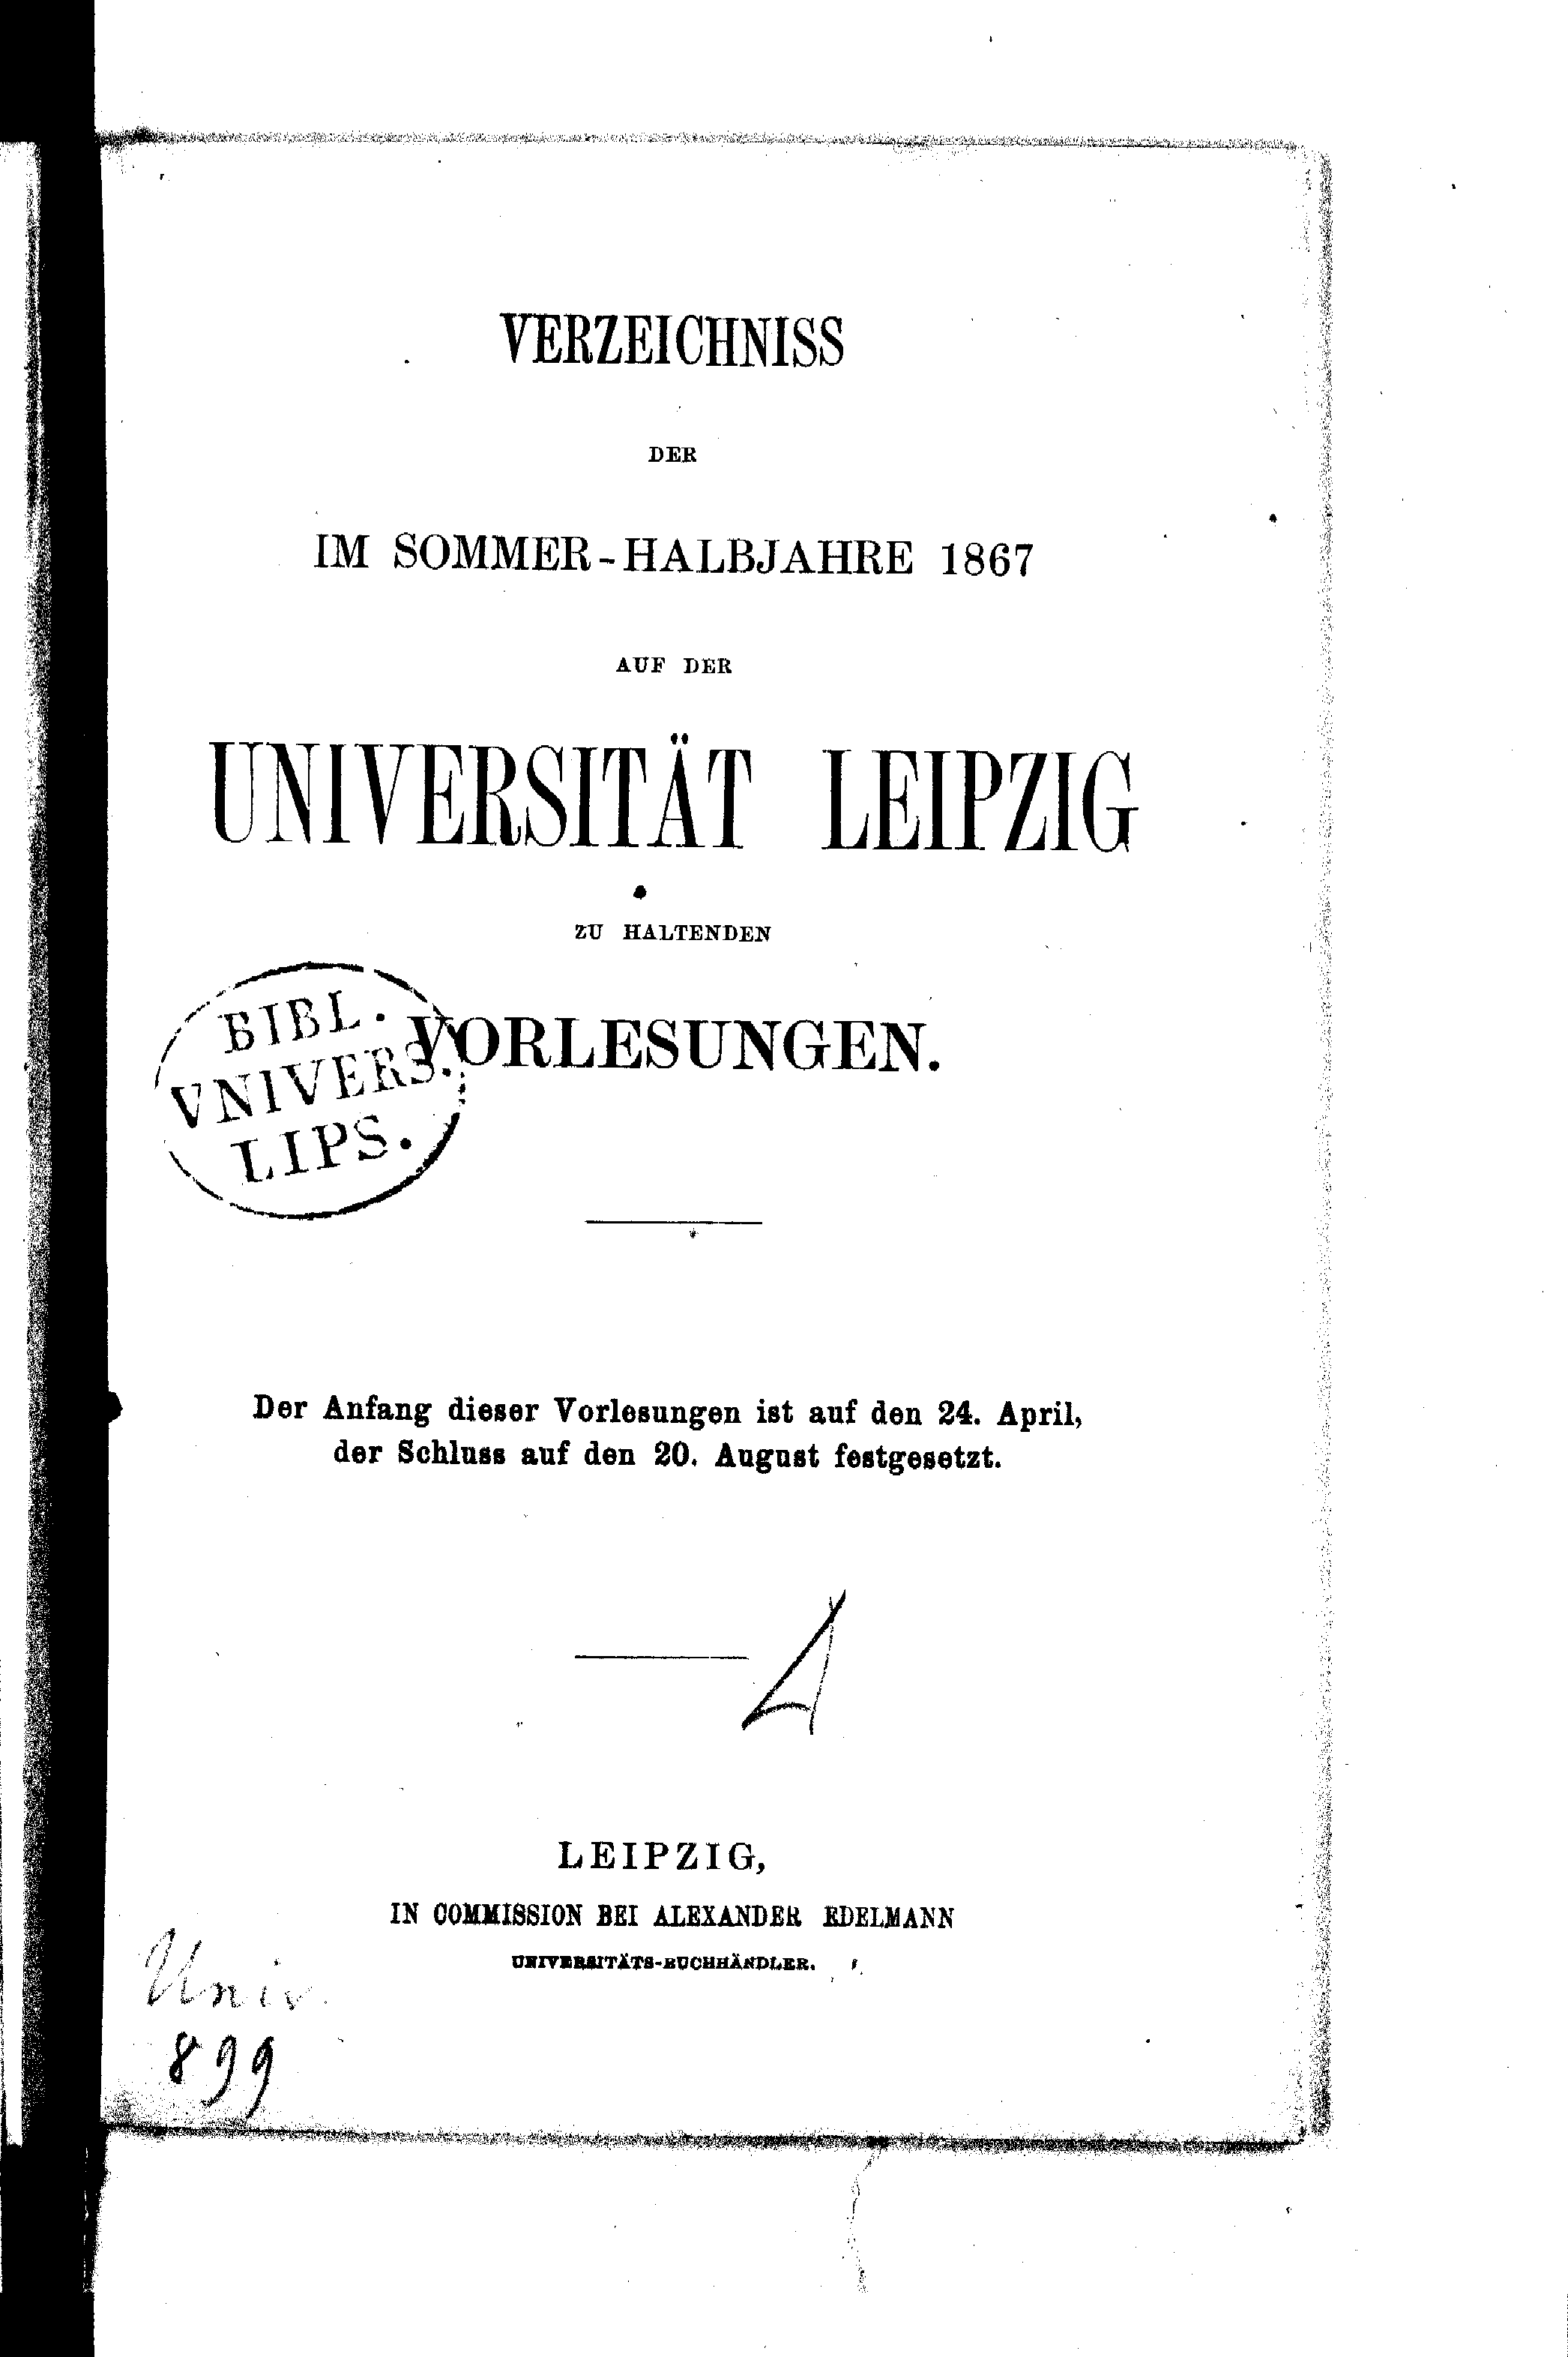 VERZEICHNISS
DER
IM SOMMER-HALBJAHRE 1867
AUF DER
UNIVERSITÄT LEIPZIG
ZU HALTENDEN
VORLESUNGEN.
BIBL.
VNIVERS.
LIPS.
Der Anfang dieser Vorlesungen ist auf den 24. April,
der Schluss auf den 20. August festgesetzt.
LEIPZIG,
IN COMMISSION BEI ALEXANDER EDELMANN
UNIVERSITÄTS-BUCHHÄNDLER.
Univ.
899